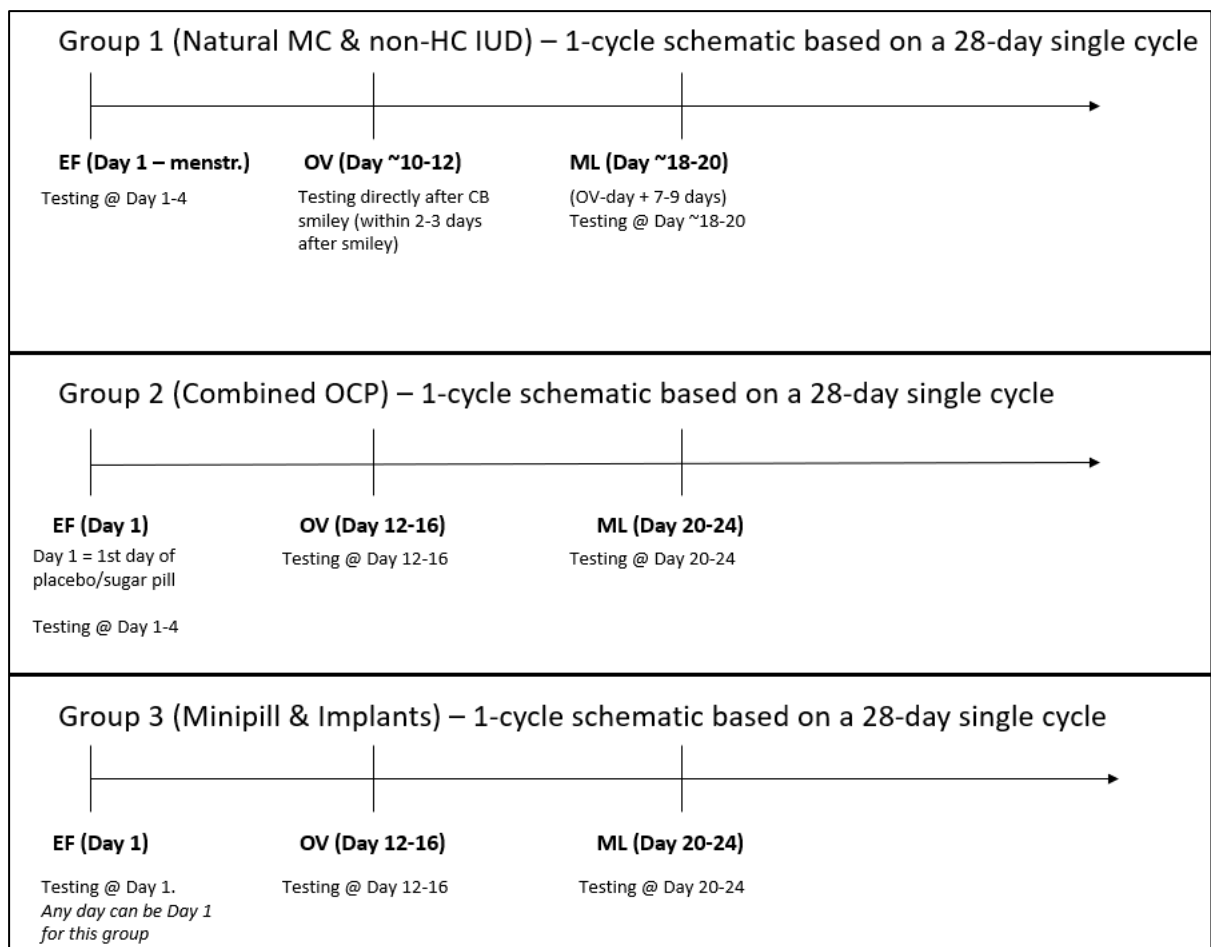 Group 1 (Natural MC & non-HC IUD) – 1-cycle schematic based on a 28-day single cycle
EF (Day 1 – menstr.)
Testing @ Day 1-4
OV (Day ~10-12)
Testing directly after CB
smiley (within 2-3 days
after smiley)
ML (Day ~18-20)
(OV-day + 7-9 days)
Testing @ Day ~18-20
Group 2 (Combined OCP) – 1-cycle schematic based on a 28-day single cycle
EF (Day 1)
Day 1 = 1st day of
placebo/sugar pill
Testing @ Day 1-4
OV (Day 12-16)
Testing @ Day 12-16
ML (Day 20-24)
Testing @ Day 20-24
Group 3 (Minipill & Implants) – 1-cycle schematic based on a 28-day single cycle
EF (Day 1)
Testing @ Day 1.
Any day can be Day 1
for this group
OV (Day 12-16)
Testing @ Day 12-16
ML (Day 20-24)
Testing @ Day 20-24